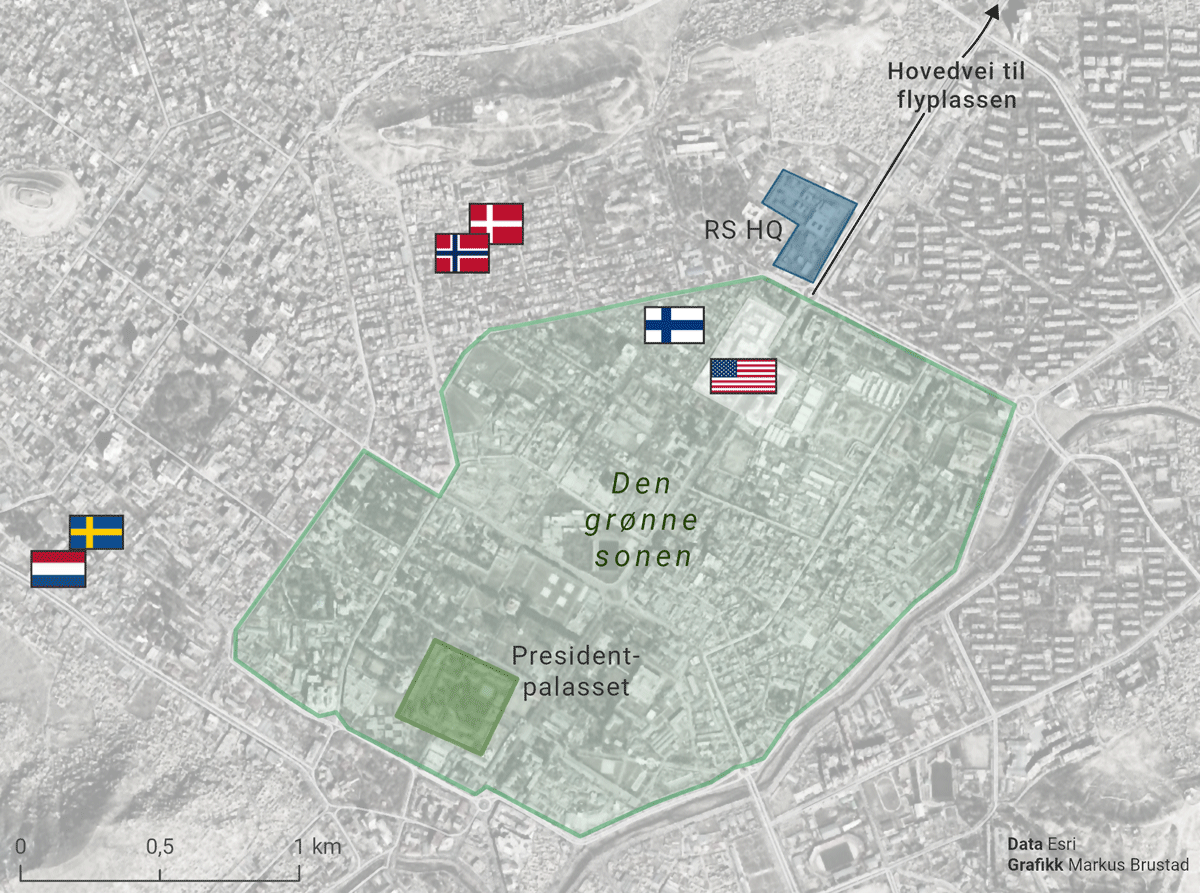 Hovedvei til
flyplassen
RS HQ
Den
grønne
sonen
President-
palasset
0 0,5 1 km
Data Esri
Grafikk Markus Brustad